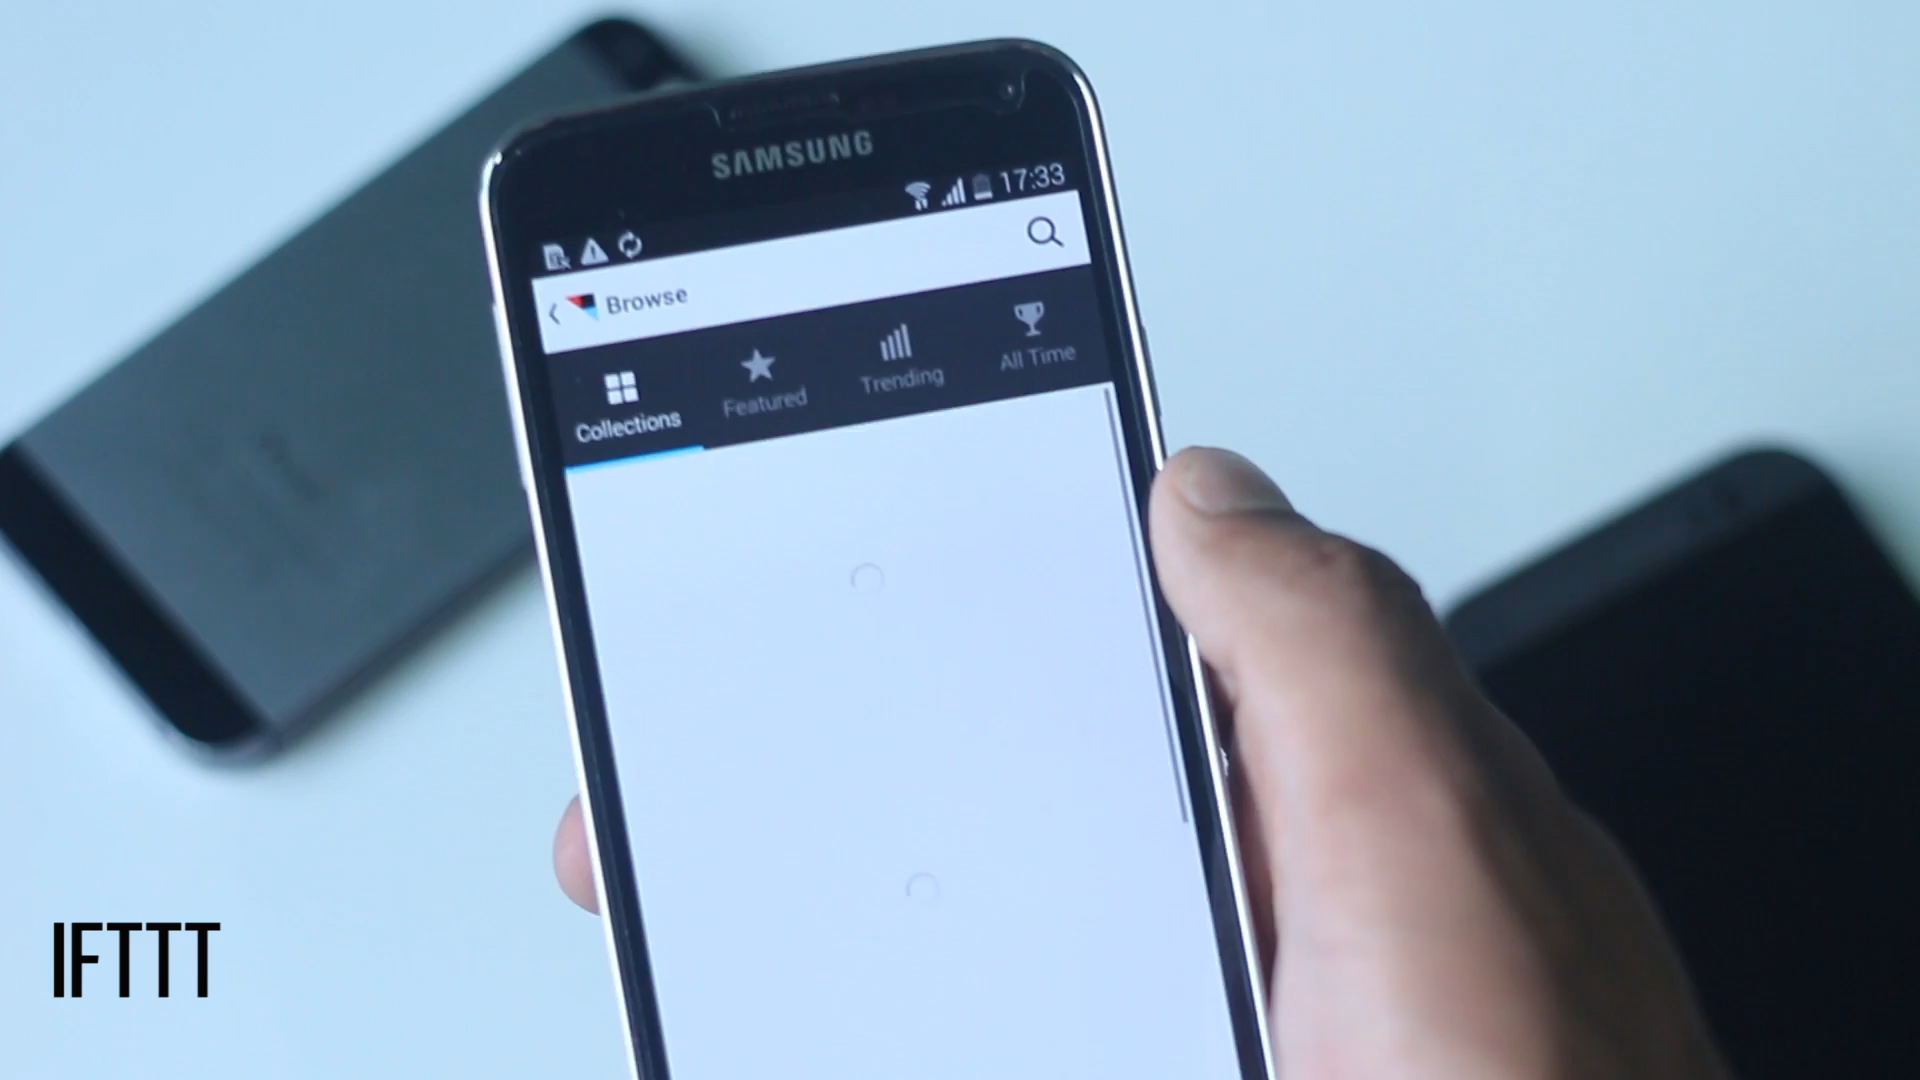 SAMSUNG
17:33
Browse
Collections
Featured
Trending
All Time
IFTTT